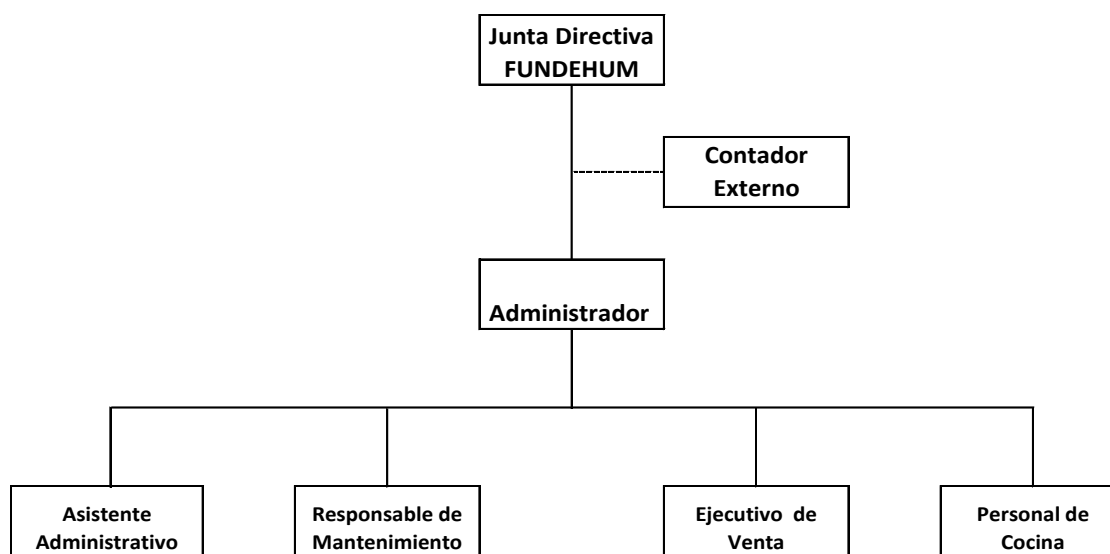 Junta Directiva
FUNDEHUM
Contador
Externo
Administrador
Asistente
Administrativo
Responsable de
Mantenimiento
Ejecutivo de
Venta
Personal de
Cocina